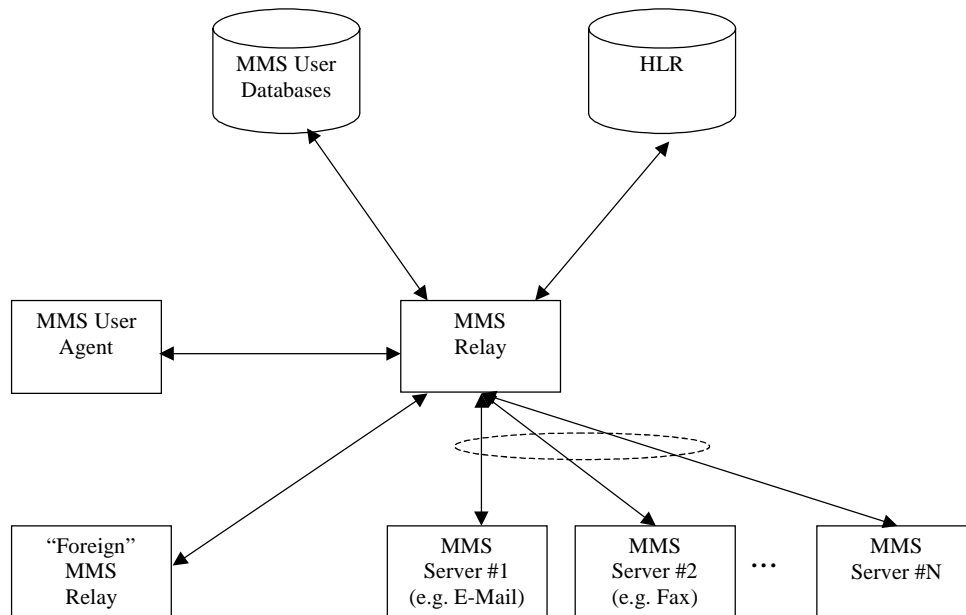 MMS User
Databases
HLR
MMS User
Agent
MMS
Relay
“Foreign”
MMS
Relay
MMS
Server #1
(e.g. E-Mail)
MMS
Server #2
(e.g. Fax)
...
MMS
Server #N